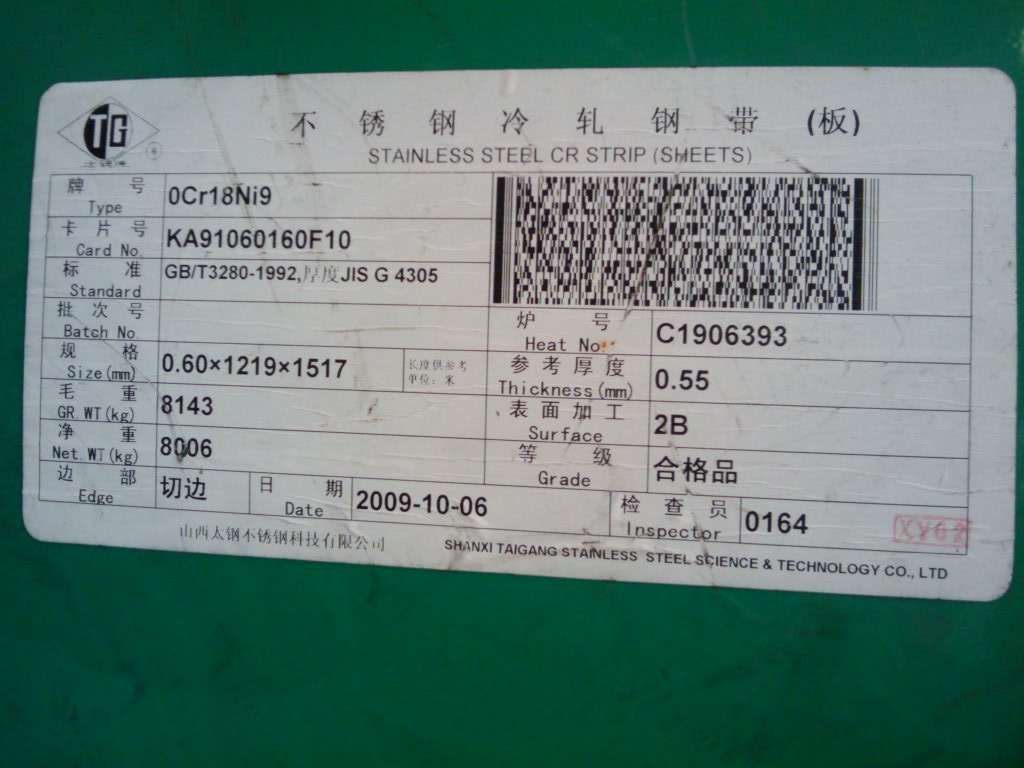 TG
®
不锈钢冷轧钢带(板)
STAINLESS STEEL CR STRIP (SHEETS)
牌号 Type 0Cr18Ni9
卡片号 Card No. KA91060160F10
标准 Standard GB/T3280-1992,厚度JIS G 4305
批次号 Batch No.
炉号 Heat No. C1906393
规格 Size(mm) 0.60×1219×1517 长度供参考 单位:米
参考厚度 Thickness(mm) 0.55
毛重 GR.WT(kg) 8143
表面加工 Surface 2B
净重 Net.WT(kg) 8006
等级 Grade 合格品
边部 Edge 切边
日期 Date 2009-10-06
检查员 Inspector 0164
山西太钢不锈钢科技有限公司
SHANXI TAIGANG STAINLESS STEEL SCIENCE & TECHNOLOGY CO., LTD